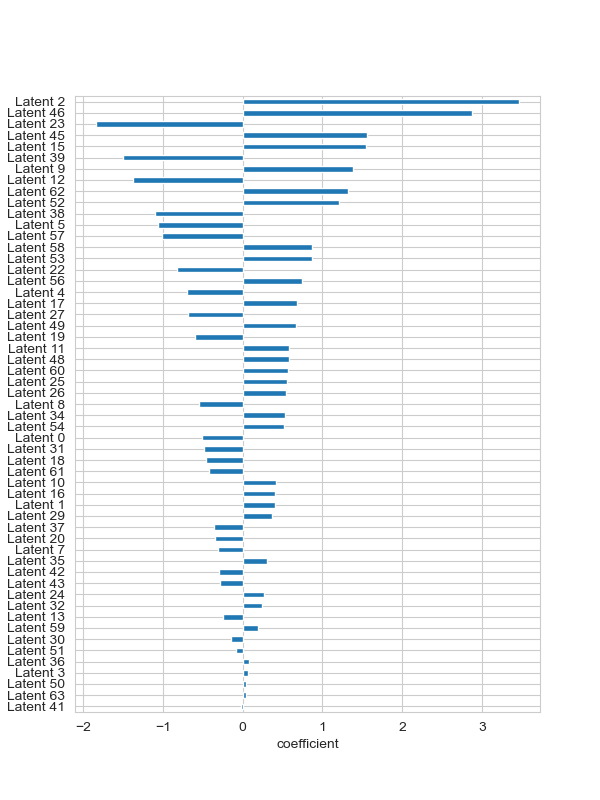 Latent 2
Latent 46
Latent 23
Latent 45
Latent 15
Latent 39
Latent 9
Latent 12
Latent 62
Latent 52
Latent 38
Latent 5
Latent 57
Latent 58
Latent 53
Latent 22
Latent 56
Latent 4
Latent 17
Latent 27
Latent 49
Latent 19
Latent 11
Latent 48
Latent 60
Latent 25
Latent 26
Latent 8
Latent 34
Latent 54
Latent 0
Latent 31
Latent 18
Latent 61
Latent 10
Latent 16
Latent 1
Latent 29
Latent 37
Latent 20
Latent 7
Latent 35
Latent 42
Latent 43
Latent 24
Latent 32
Latent 13
Latent 59
Latent 30
Latent 51
Latent 36
Latent 3
Latent 50
Latent 63
Latent 41
−2 −1 0 1 2 3
coefficient